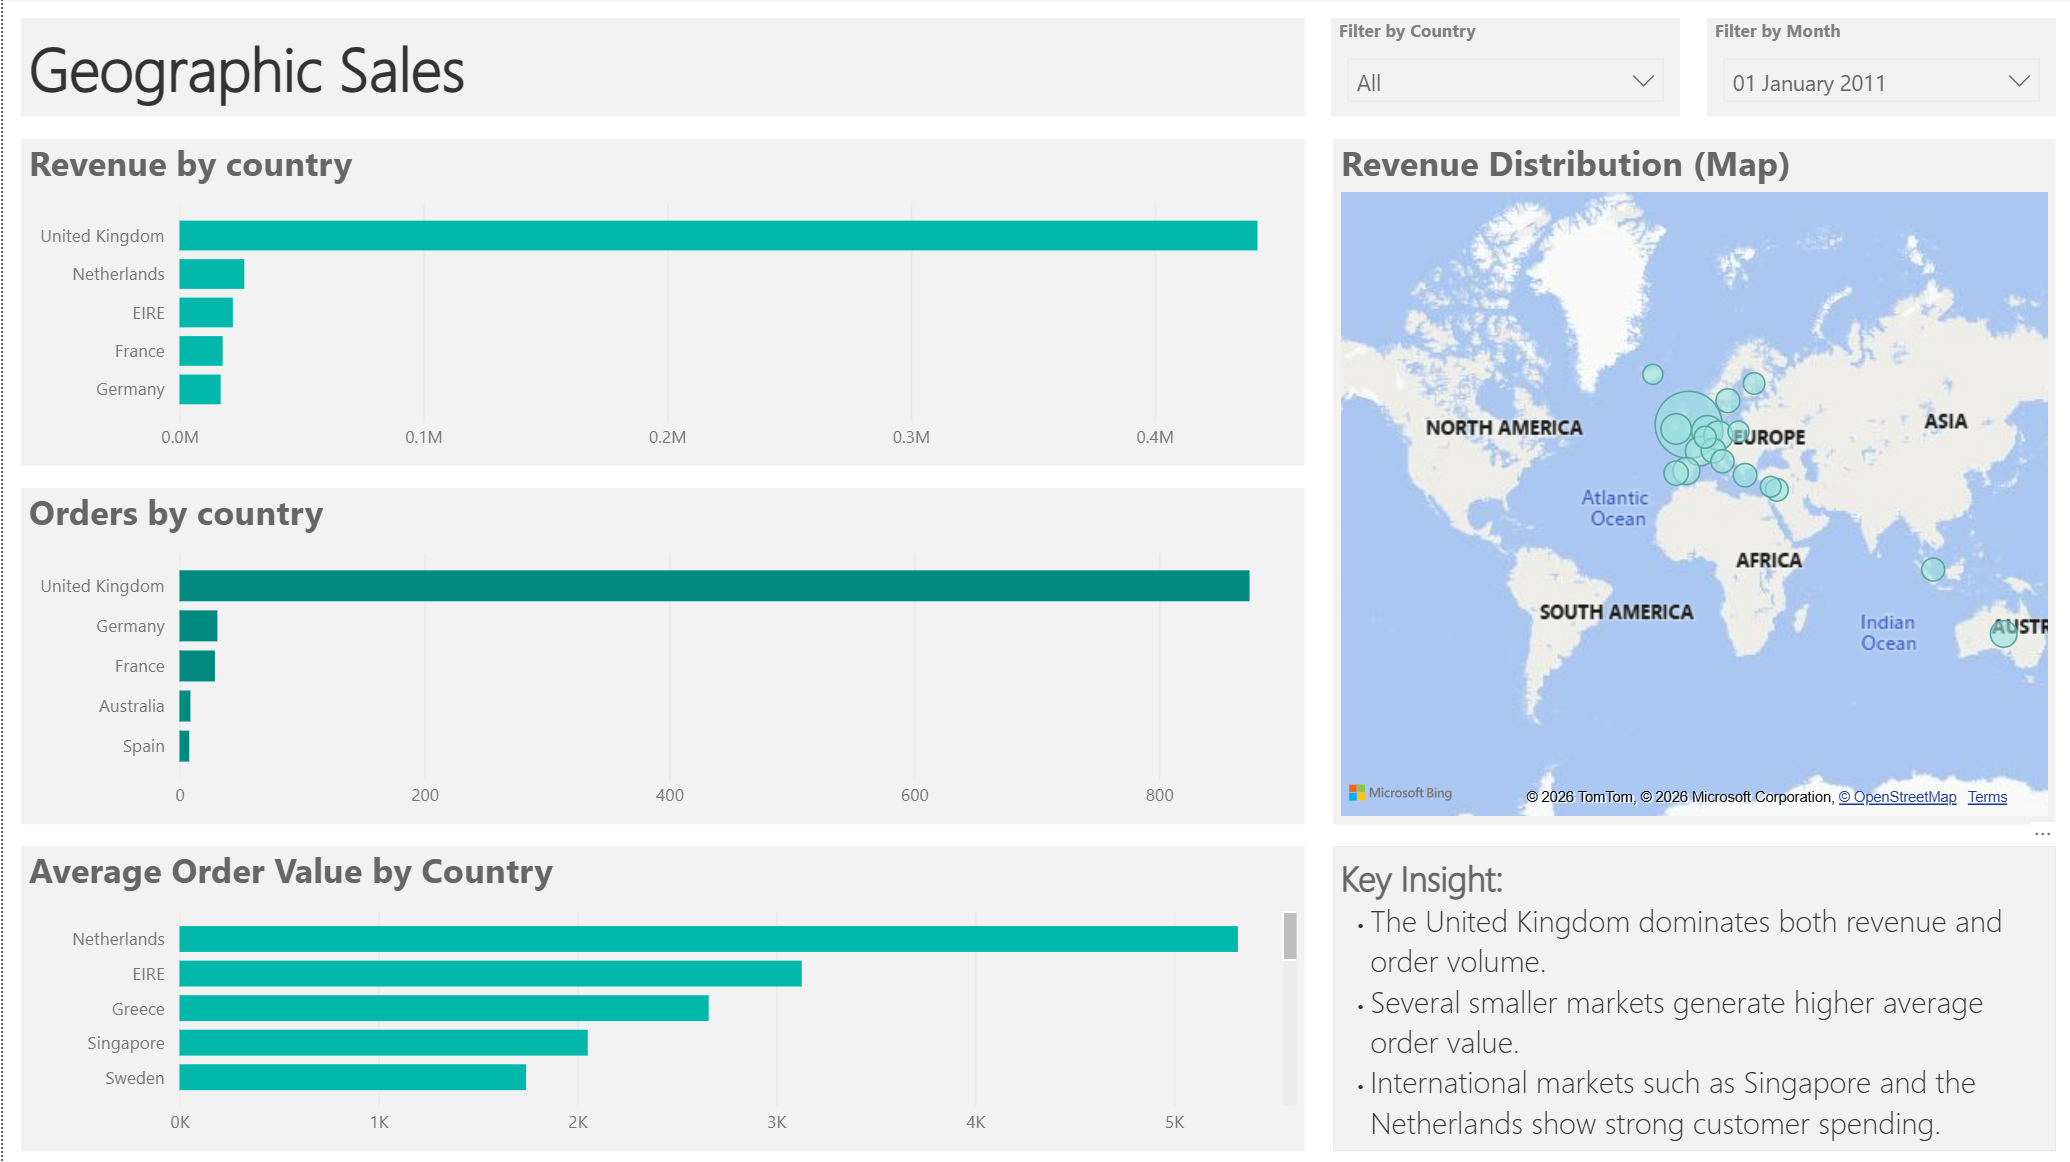 Geographic Sales
Filter by Country
All
Filter by Month
01 January 2011
Revenue by country
United Kingdom
Netherlands
EIRE
France
Germany
0.0M 0.1M 0.2M 0.3M 0.4M
Orders by country
United Kingdom
Germany
France
Australia
Spain
0 200 400 600 800
Average Order Value by Country
Netherlands
EIRE
Greece
Singapore
Sweden
0K 1K 2K 3K 4K 5K
Revenue Distribution (Map)
NORTH AMERICA
EUROPE
ASIA
Atlantic
Ocean
AFRICA
SOUTH AMERICA
Indian
Ocean
AUSTR
Microsoft Bing
© 2026 TomTom, © 2026 Microsoft Corporation, © OpenStreetMap Terms
...
Key Insight:
• The United Kingdom dominates both revenue and
order volume.
• Several smaller markets generate higher average
order value.
• International markets such as Singapore and the
Netherlands show strong customer spending.